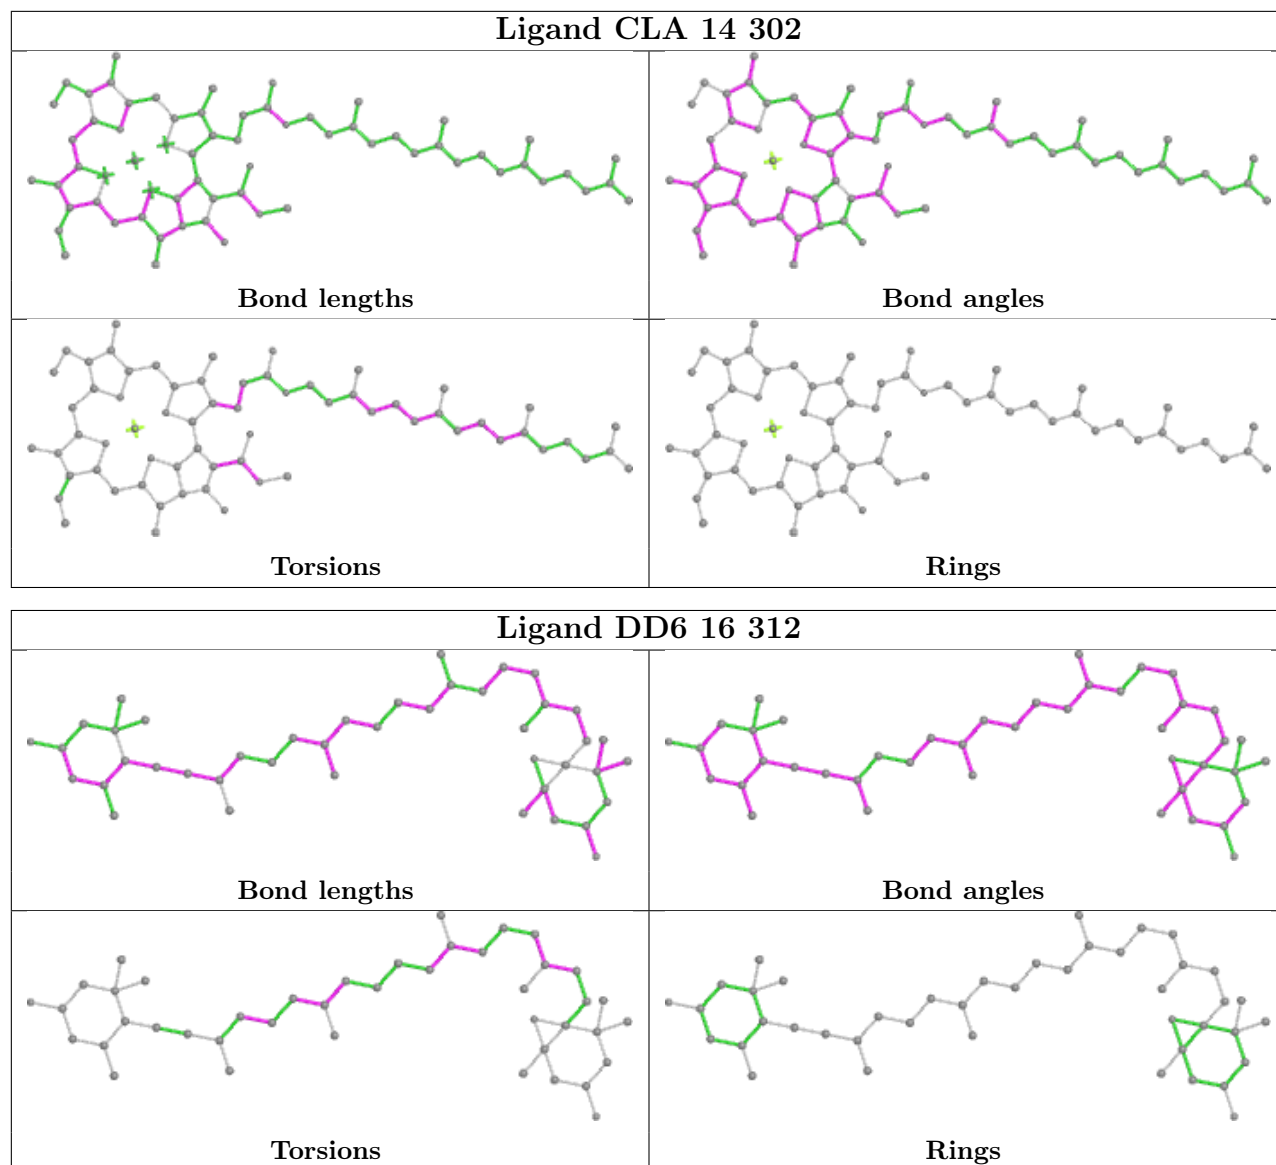 Ligand CLA 14 302
Bond lengths
Bond angles
Torsions
Rings
Ligand DD6 16 312
Bond lengths
Bond angles
Torsions
Rings